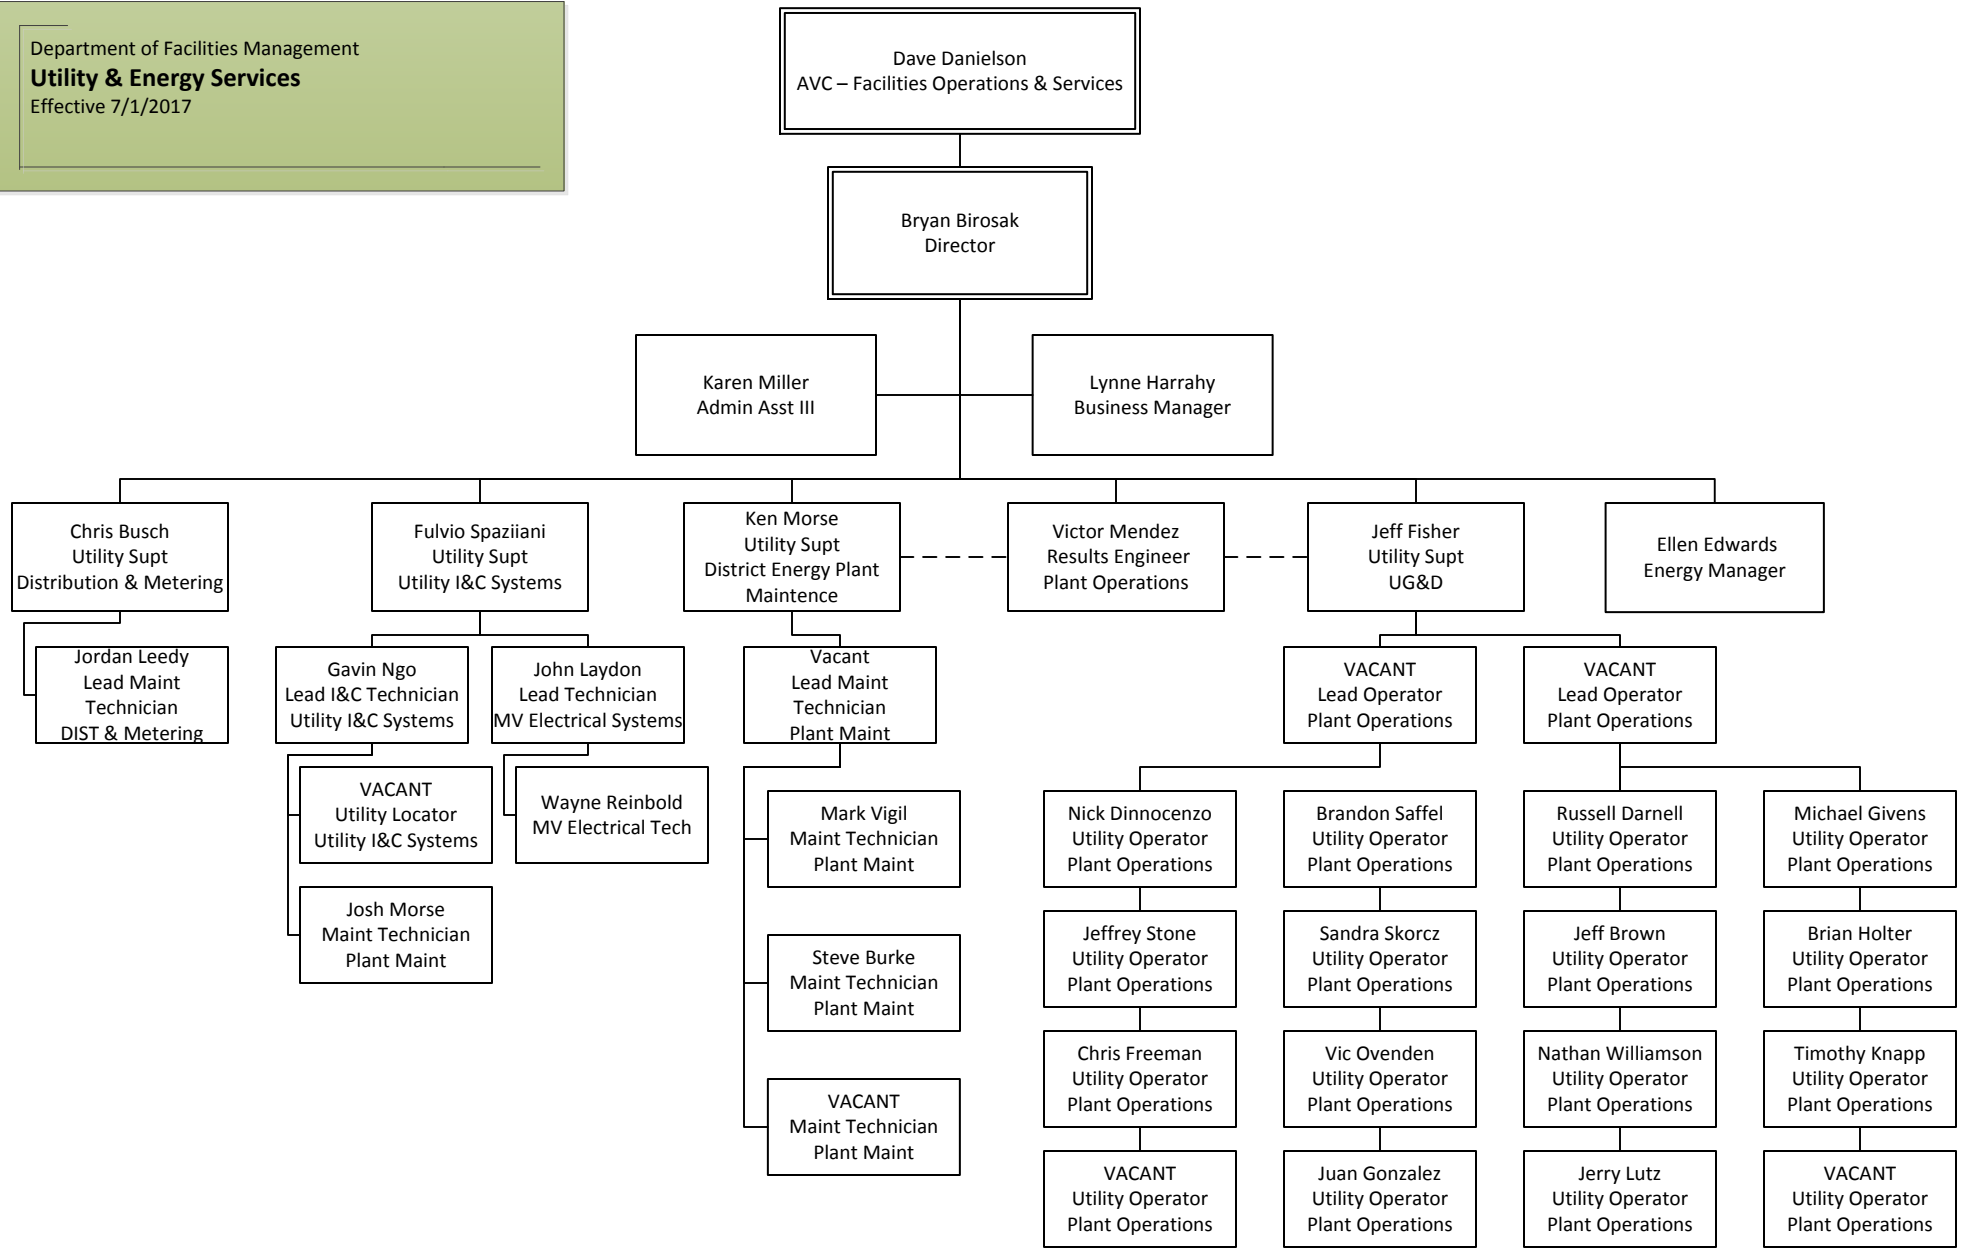 Department of Facilities Management
Utility & Energy Services
Effective 7/1/2017
Dave Danielson
AVC – Facilities Operations & Services
Bryan Birosak
Director
Karen Miller
Admin Asst III
Lynne Harrahy
Business Manager
Chris Busch
Utility Supt
Distribution & Metering
Fulvio Spaziiani
Utility Supt
Utility I&C Systems
Ken Morse
Utility Supt
District Energy Plant
Maintence
Victor Mendez
Results Engineer
Plant Operations
Jeff Fisher
Utility Supt
UG&D
Ellen Edwards
Energy Manager
Jordan Leedy
Lead Maint
Technician
DIST & Metering
Gavin Ngo
Lead I&C Technician
Utility I&C Systems
John Laydon
Lead Technician
MV Electrical Systems
Vacant
Lead Maint
Technician
Plant Maint
VACANT
Lead Operator
Plant Operations
VACANT
Lead Operator
Plant Operations
VACANT
Utility Locator
Utility I&C Systems
Wayne Reinbold
MV Electrical Tech
Mark Vigil
Maint Technician
Plant Maint
Nick Dinnocenzo
Utility Operator
Plant Operations
Brandon Saffel
Utility Operator
Plant Operations
Russell Darnell
Utility Operator
Plant Operations
Michael Givens
Utility Operator
Plant Operations
Josh Morse
Maint Technician
Plant Maint
Steve Burke
Maint Technician
Plant Maint
Jeffrey Stone
Utility Operator
Plant Operations
Sandra Skorcz
Utility Operator
Plant Operations
Jeff Brown
Utility Operator
Plant Operations
Brian Holter
Utility Operator
Plant Operations
Chris Freeman
Utility Operator
Plant Operations
Vic Ovenden
Utility Operator
Plant Operations
Nathan Williamson
Utility Operator
Plant Operations
Timothy Knapp
Utility Operator
Plant Operations
VACANT
Maint Technician
Plant Maint
VACANT
Utility Operator
Plant Operations
Juan Gonzalez
Utility Operator
Plant Operations
Jerry Lutz
Utility Operator
Plant Operations
VACANT
Utility Operator
Plant Operations